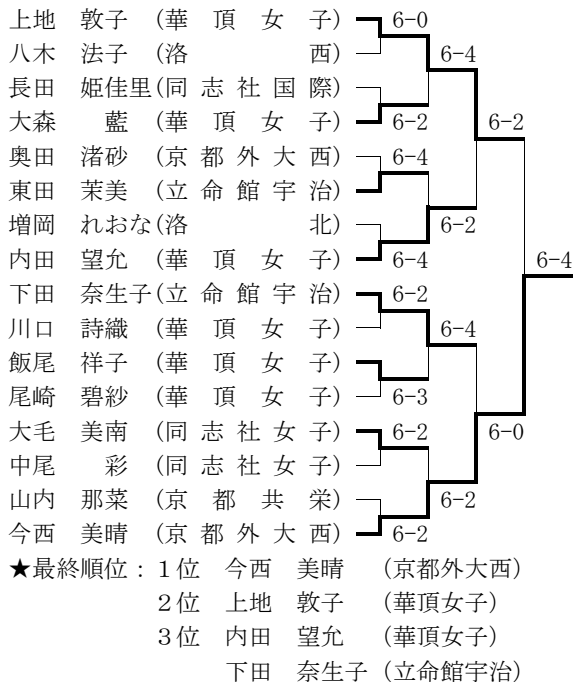 上地　敦子 (華頂女子) 6-0
八木　法子 (洛西) 6-4
長田　姫佳里 (同志社国際)
大森　藍 (華頂女子) 6-2 6-2
奥田　渚砂 (京都外大西) 6-4
東田　茉美 (立命館宇治)
増岡　れおな (洛北) 6-2
内田　望允 (華頂女子) 6-4 6-4
下田　奈生子 (立命館宇治) 6-2
川口　詩織 (華頂女子) 6-4
飯尾　祥子 (華頂女子)
尾崎　碧紗 (華頂女子) 6-3
大毛　美南 (同志社女子) 6-2 6-0
中尾　彩 (同志社女子)
山内　那菜 (京都共栄) 6-2
今西　美晴 (京都外大西) 6-2
★最終順位：1位　今西　美晴　(京都外大西)
2位　上地　敦子　(華頂女子)
3位　内田　望允　(華頂女子)
下田　奈生子 (立命館宇治)